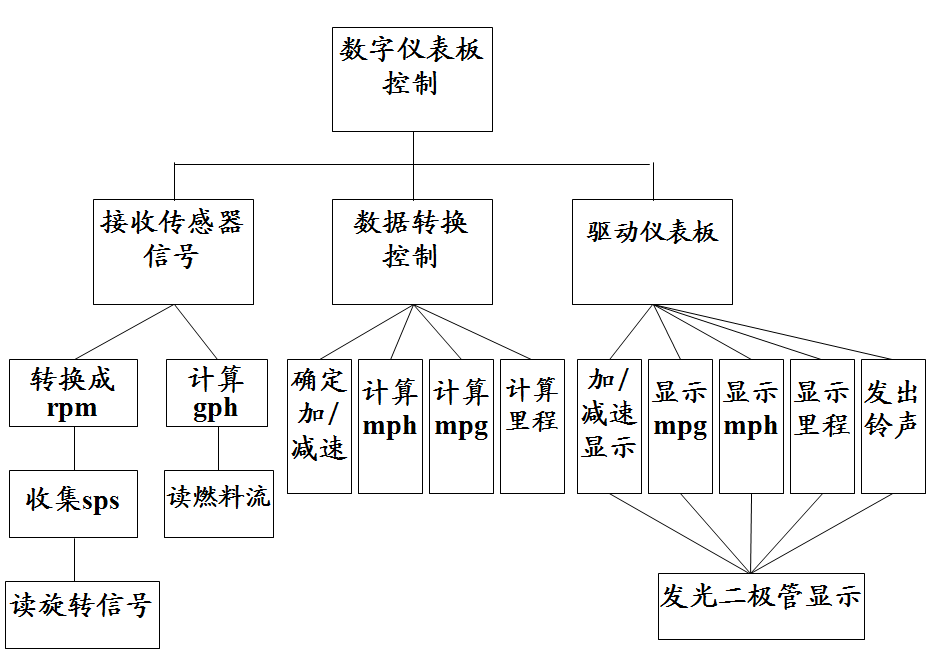 数字仪表板
控制
接收传感器
信号
数据转换
控制
驱动仪表板
转换成
rpm
计算
gph
确定
加/
减速
计算
mph
计算
mpg
计算
里程
加/
减速
显示
显示
mpg
显示
mph
显示
里程
发出
铃声
收集sps
读燃料流
读旋转信号
发光二极管显示